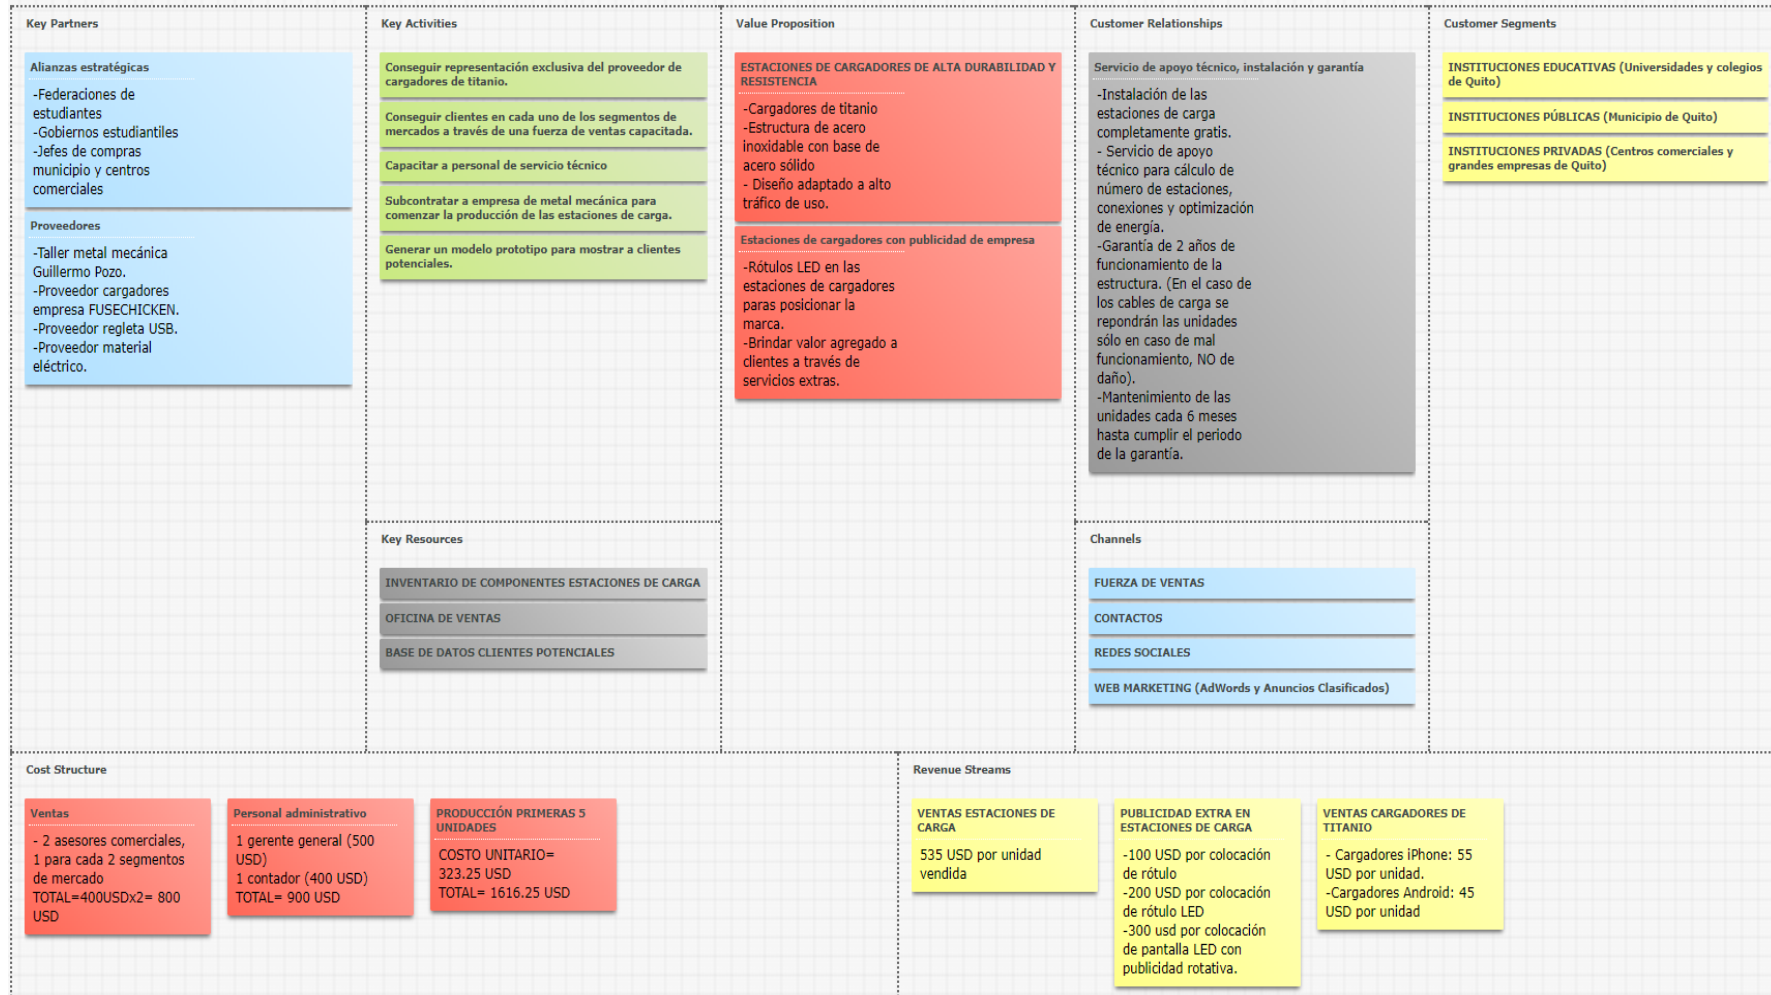 Key Partners
Alianzas estratégicas
-Federaciones de
estudiantes
-Gobiernos estudiantiles
-Jefes de compras
municipio y centros
comerciales
Proveedores
-Taller metal mecánica
Guillermo Pozo.
-Proveedor cargadores
empresa FUSECHICKEN.
-Proveedor regleta USB.
-Proveedor material
eléctrico.
Key Activities
Conseguir representación exclusiva del proveedor de
cargadores de titanio.
Conseguir clientes en cada uno de los segmentos de
mercados a través de una fuerza de ventas capacitada.
Capacitar a personal de servicio técnico
Subcontratar a empresa de metal mecánica para
comenzar la producción de las estaciones de carga.
Generar un modelo prototipo para mostrar a clientes
potenciales.
Key Resources
INVENTARIO DE COMPONENTES ESTACIONES DE CARGA
OFICINA DE VENTAS
BASE DE DATOS CLIENTES POTENCIALES
Value Proposition
ESTACIONES DE CARGADORES DE ALTA DURABILIDAD Y
RESISTENCIA
-Cargadores de titanio
-Estructura de acero
inoxidable con base de
acero sólido
- Diseño adaptado a alto
tráfico de uso.
Estaciones de cargadores con publicidad de empresa
-Rótulos LED en las
estaciones de cargadores
paras posicionar la
marca.
-Brindar valor agregado a
clientes a través de
servicios extras.
Customer Relationships
Servicio de apoyo técnico, instalación y garantía
-Instalación de las
estaciones de carga
completamente gratis.
- Servicio de apoyo
técnico para cálculo de
número de estaciones,
conexiones y optimización
de energía.
-Garantía de 2 años de
funcionamiento de la
estructura. (En el caso de
los cables de carga se
repondrán las unidades
sólo en caso de mal
funcionamiento, NO de
daño).
-Mantenimiento de las
unidades cada 6 meses
hasta cumplir el periodo
de la garantía.
Channels
FUERZA DE VENTAS
CONTACTOS
REDES SOCIALES
WEB MARKETING (AdWords y Anuncios Clasificados)
Customer Segments
INSTITUCIONES EDUCATIVAS (Universidades y colegios
de Quito)
INSTITUCIONES PÚBLICAS (Municipio de Quito)
INSTITUCIONES PRIVADAS (Centros comerciales y
grandes empresas de Quito)
Cost Structure
Ventas
- 2 asesores comerciales,
1 para cada 2 segmentos
de mercado
TOTAL=400USDx2= 800
USD
Personal administrativo
1 gerente general (500
USD)
1 contador (400 USD)
TOTAL= 900 USD
PRODUCCIÓN PRIMERAS 5
UNIDADES
COSTO UNITARIO=
323.25 USD
TOTAL= 1616.25 USD
Revenue Streams
VENTAS ESTACIONES DE
CARGA
535 USD por unidad
vendida
PUBLICIDAD EXTRA EN
ESTACIONES DE CARGA
-100 USD por colocación
de rótulo
-200 USD por colocación
de rótulo LED
-300 usd por colocación
de pantalla LED con
publicidad rotativa.
VENTAS CARGADORES DE
TITANIO
- Cargadores iPhone: 55
USD por unidad.
-Cargadores Android: 45
USD por unidad